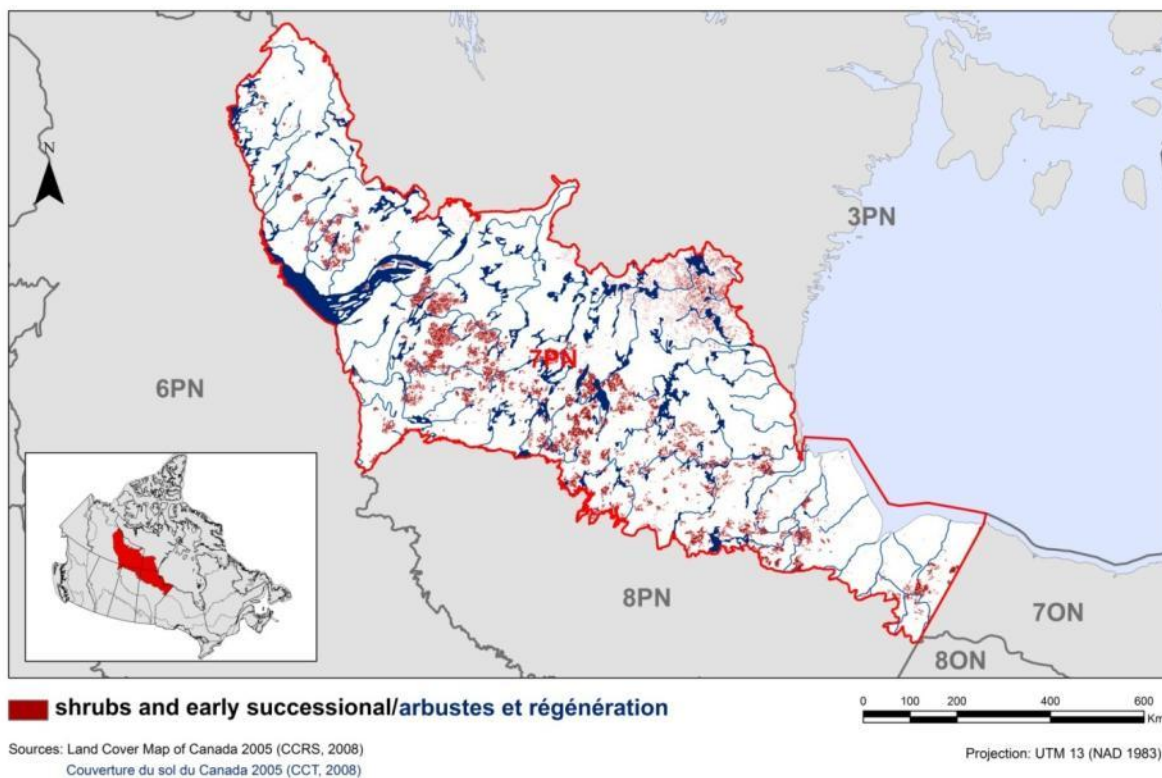 3PN
N
7PN
6PN
8PN
7ON
8ON
shrubs and early successional/arbustes et régénération
0 100 200 400 600
Km
Sources: Land Cover Map of Canada 2005 (CCRS, 2008)
Couverture du sol du Canada 2005 (CCT, 2008)
Projection: UTM 13 (NAD 1983)